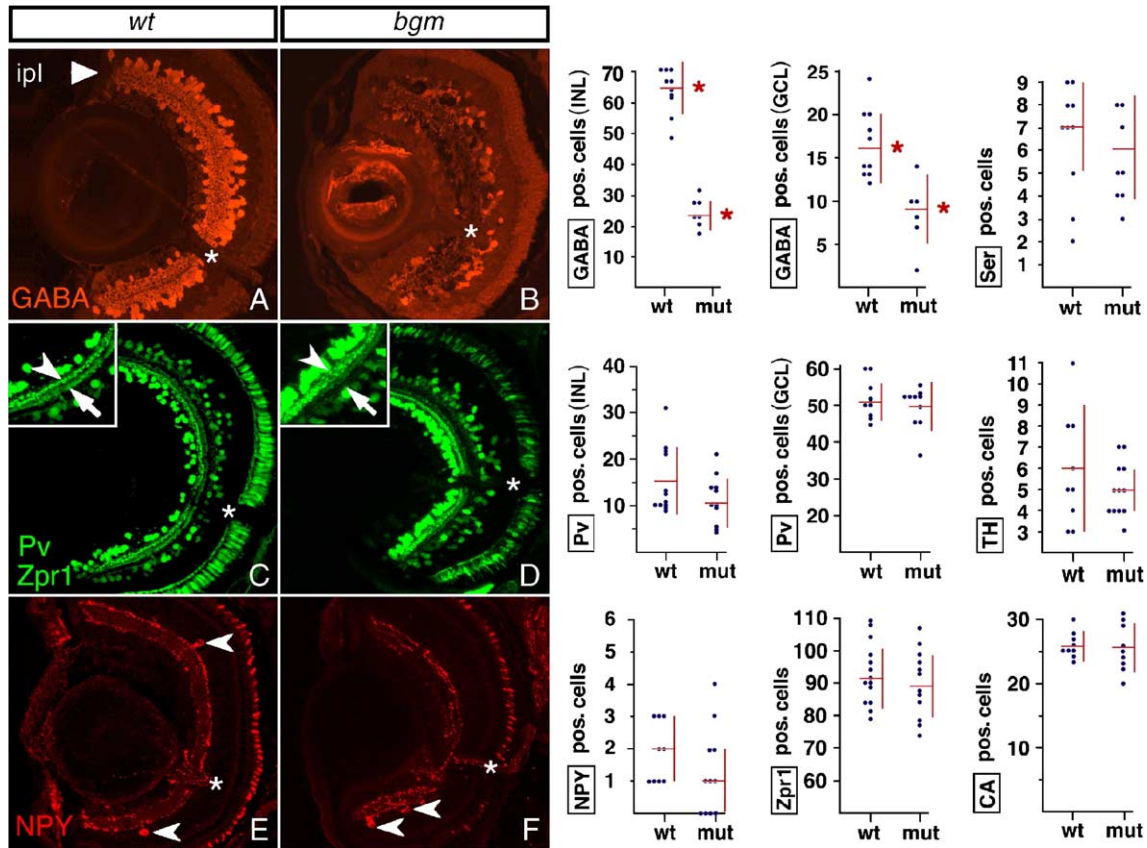 wt
bgm
ipl
GABA
A
*
B
*
Pv
Zpr1
C
*
D
*
NPY
E
*
F
*
GABA pos. cells (INL)
70
60
50
40
30
20
10
*
*
wt mut
GABA pos. cells (GCL)
25
20
15
10
5
*
*
wt mut
Ser pos. cells
9
8
7
6
5
4
3
2
1
wt mut
Pv pos. cells (INL)
40
30
20
10
wt mut
Pv pos. cells (GCL)
60
50
40
30
20
wt mut
TH pos. cells
11
10
9
8
7
6
5
4
3
wt mut
NPY pos. cells
6
5
4
3
2
1
wt mut
Zpr1 pos. cells
110
100
90
80
70
60
wt mut
CA pos. cells
30
20
10
wt mut